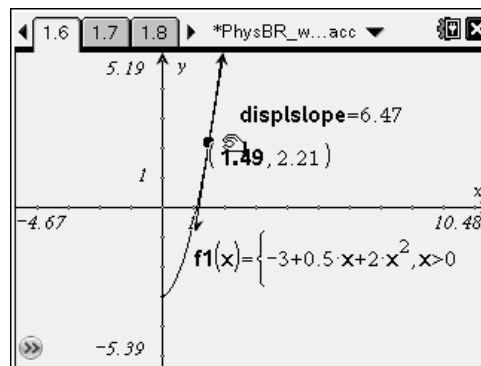 1.6 1.7 1.8 *PhysBR_w...acc
5.19 y
displslope=6.47
(1.49, 2.21)
1
x
-4.67 1 10.48
f1(x)={-3+0.5·x+2·x²,x>0
-5.39